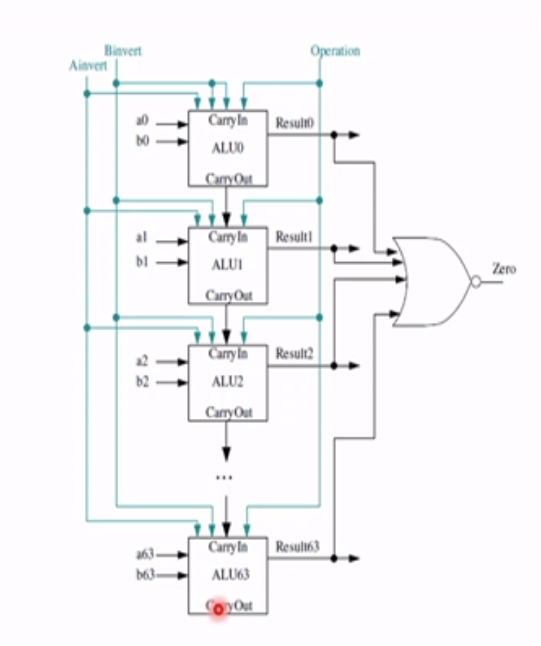 Binvert
Operation
Ainvert
a0
b0
CarryIn
ALU0
CarryOut
Result0
a1
b1
CarryIn
ALU1
CarryOut
Result1
Zero
a2
b2
CarryIn
ALU2
CarryOut
Result2
...
a63
b63
CarryIn
ALU63
CarryOut
Result63